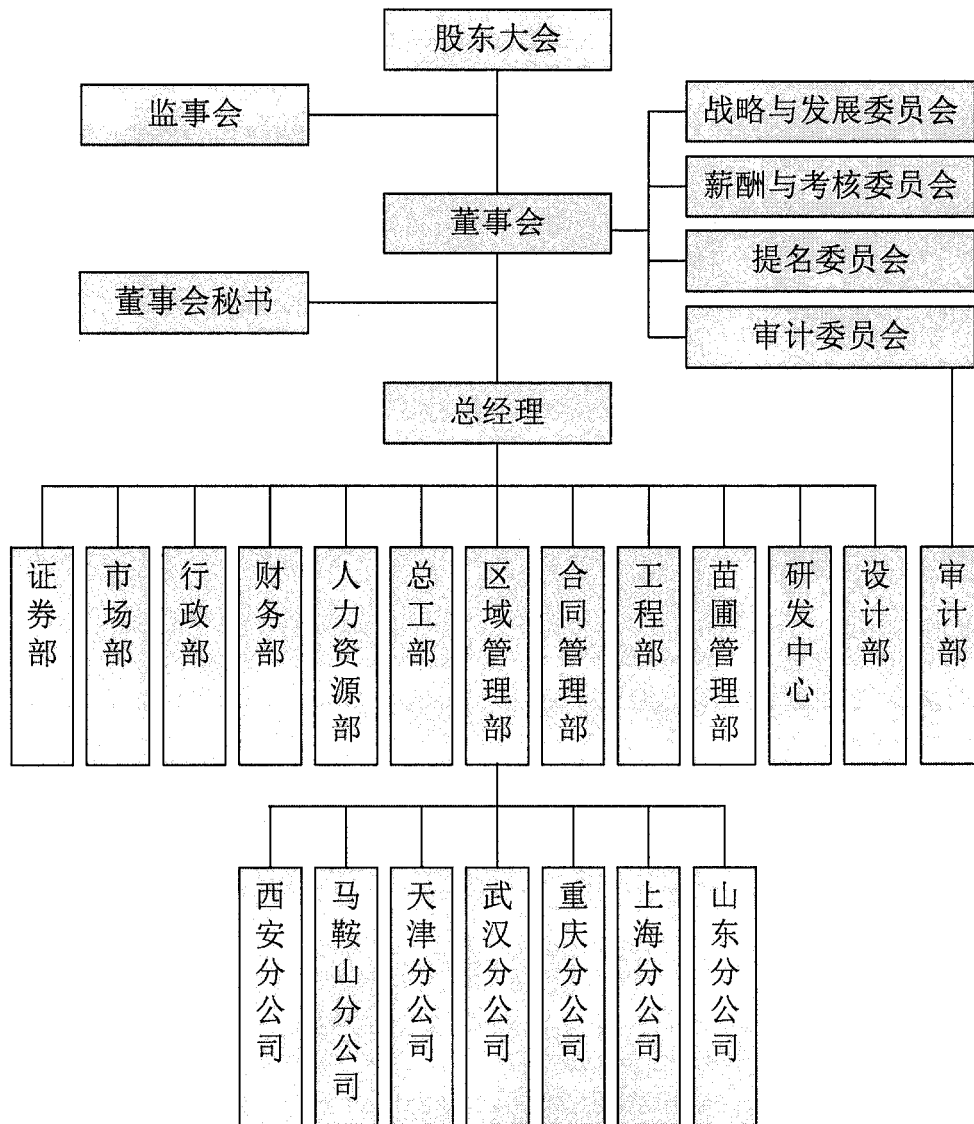 股东大会
监事会
战略与发展委员会
薪酬与考核委员会
董事会
提名委员会
董事会秘书
审计委员会
总经理
证券部
市场部
行政部
财务部
人力资源部
总工部
区域管理部
合同管理部
工程部
苗圃管理部
研发中心
设计部
审计部
西安分公司
马鞍山分公司
天津分公司
武汉分公司
重庆分公司
上海分公司
山东分公司